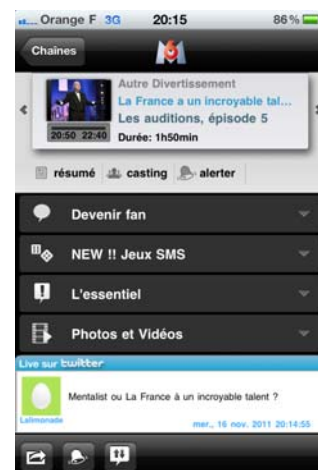 Orange F 3G 20:15 86 %
Chaînes
M6
Autre Divertissement
La France a un incroyable tal...
Les auditions, épisode 5
20:50 22:40
Durée: 1h50min
résumé casting alerter
Devenir fan
NEW !! Jeux SMS
L'essentiel
Photos et Vidéos
Live sur twitter
Mentalist ou La France à un incroyable talent ?
Lalimonade
mer., 16 nov. 2011 20:14:55